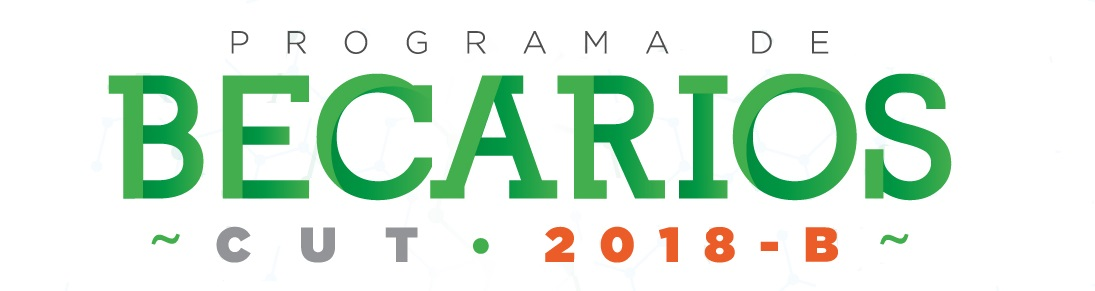 PROGRAMA DE
BECARIOS
~ CUT • 2018-B ~